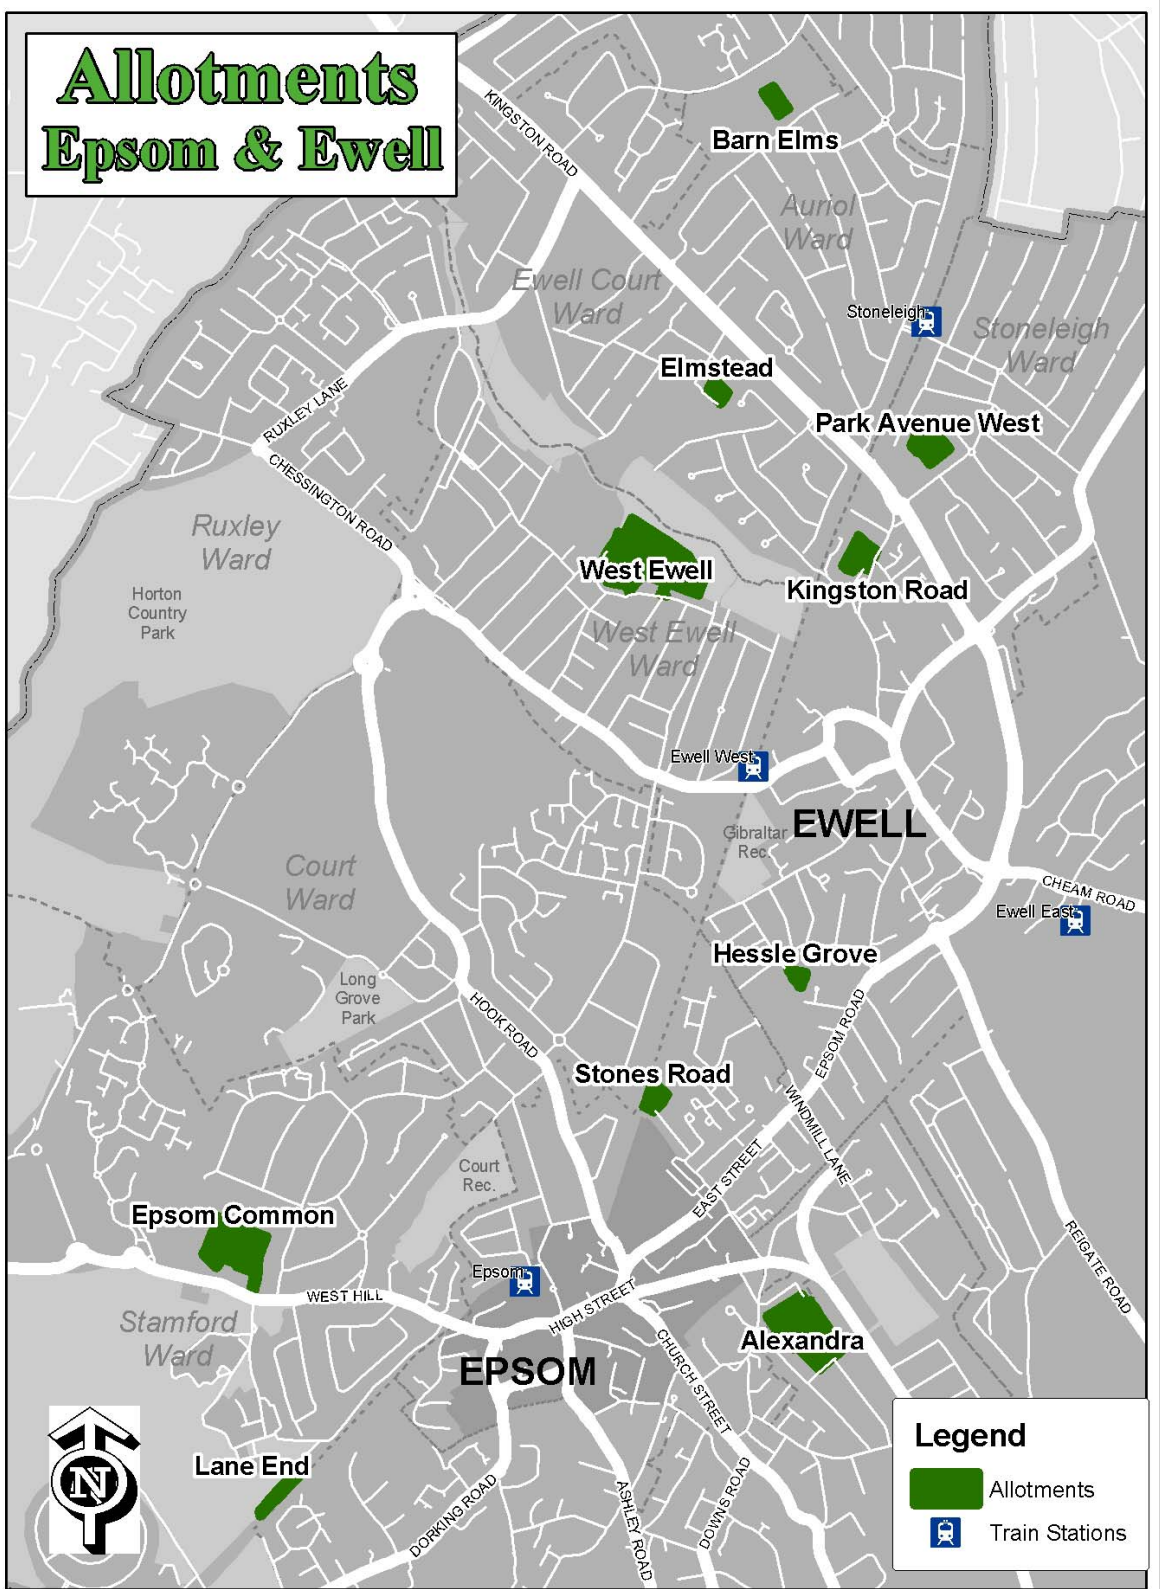 Allotments
Epsom & Ewell
KINGSTON ROAD
Barn Elms
Auriol
Ward
Ewell Court
Ward
Stoneleigh
Stoneleigh
Ward
Elmstead
Park Avenue West
RUXLEY LANE
CHESSINGTON ROAD
Ruxley
Ward
Horton
Country
Park
West Ewell
Kingston Road
West Ewell
Ward
Ewell West
EWELL
Gibraltar
Rec.
Court
Ward
CHEAM ROAD
Ewell East
Hessle Grove
Long
Grove
Park
HOOK ROAD
EPSOM ROAD
Stones Road
WINDMILL LANE
EAST STREET
Court
Rec.
Epsom Common
REIGATE ROAD
Epsom
WEST HILL
HIGH STREET
Stamford
Ward
Alexandra
CHURCH STREET
EPSOM
Lane End
N
DORKING ROAD
ASHLEY ROAD
DOWNS ROAD
Legend
Allotments
Train Stations